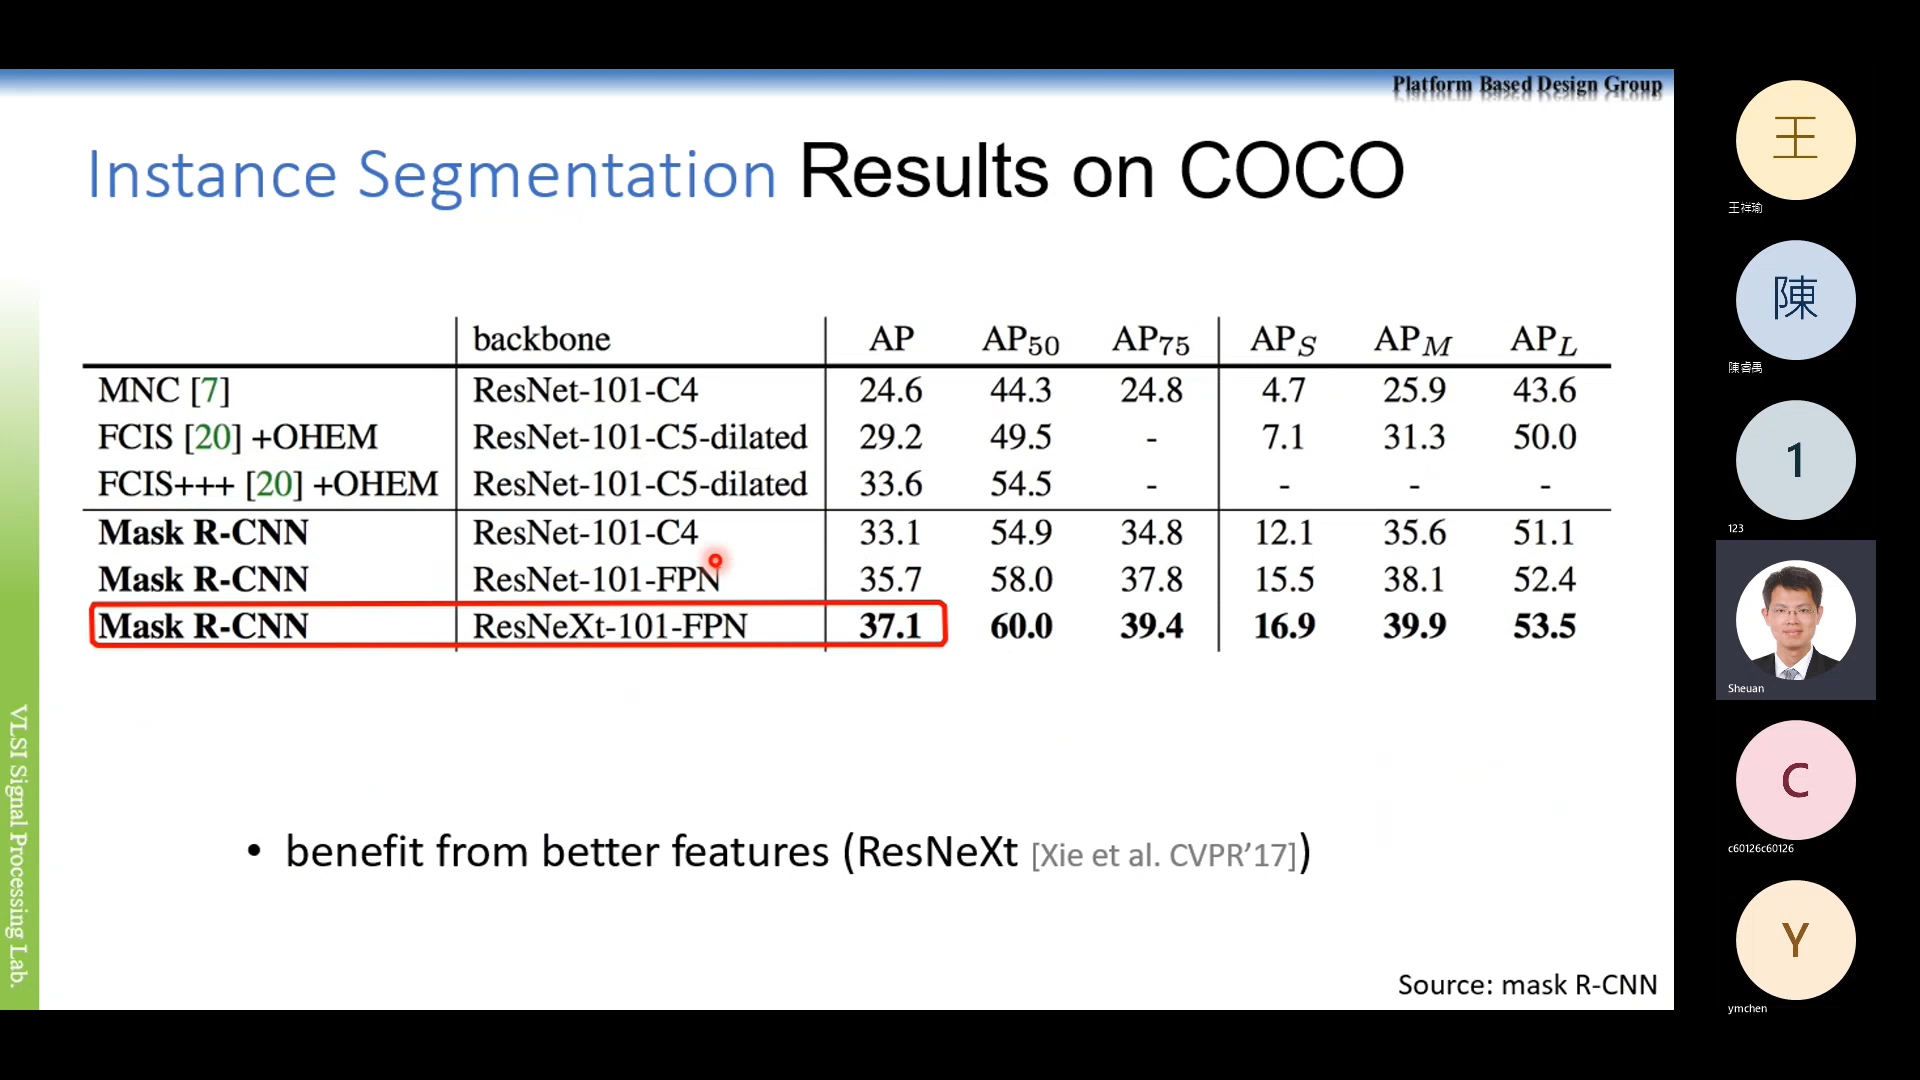 Platform Based Design Group
Instance Segmentation Results on COCO
backbone AP AP50 AP75 APS APM APL
MNC [7] ResNet-101-C4 24.6 44.3 24.8 4.7 25.9 43.6
FCIS [20] +OHEM ResNet-101-C5-dilated 29.2 49.5 - 7.1 31.3 50.0
FCIS+++ [20] +OHEM ResNet-101-C5-dilated 33.6 54.5 - - - -
Mask R-CNN ResNet-101-C4 33.1 54.9 34.8 12.1 35.6 51.1
Mask R-CNN ResNet-101-FPN 35.7 58.0 37.8 15.5 38.1 52.4
Mask R-CNN ResNeXt-101-FPN 37.1 60.0 39.4 16.9 39.9 53.5
• benefit from better features (ResNeXt [Xie et al. CVPR’17])
Source: mask R-CNN
VLSI Signal Processing Lab.
王
王祥瑜
陳
陳睿禹
1
123
Sheuan
C
c60126c60126
Y
ymchen